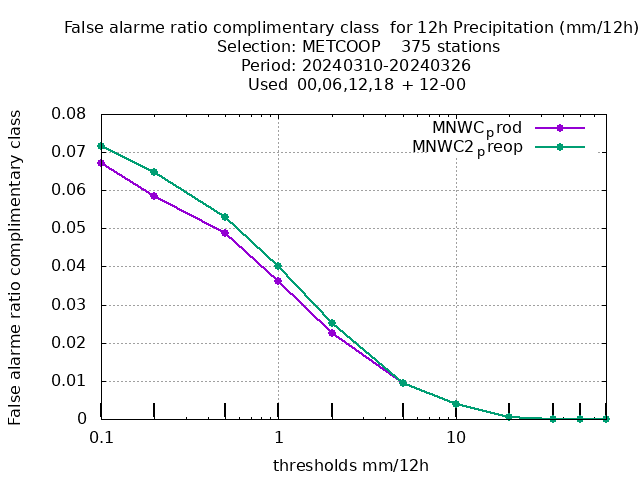 False alarme ratio complimentary class  for 12h Precipitation (mm/12h)
Selection: METCOOP    375 stations
Period: 20240310-20240326
Used 00,06,12,18 + 12-00
False alarme ratio complimentary class
0.08
0.07
0.06
0.05
0.04
0.03
0.02
0.01
0
MNWCprod
MNWC2preop
0.1
1
10
thresholds mm/12h